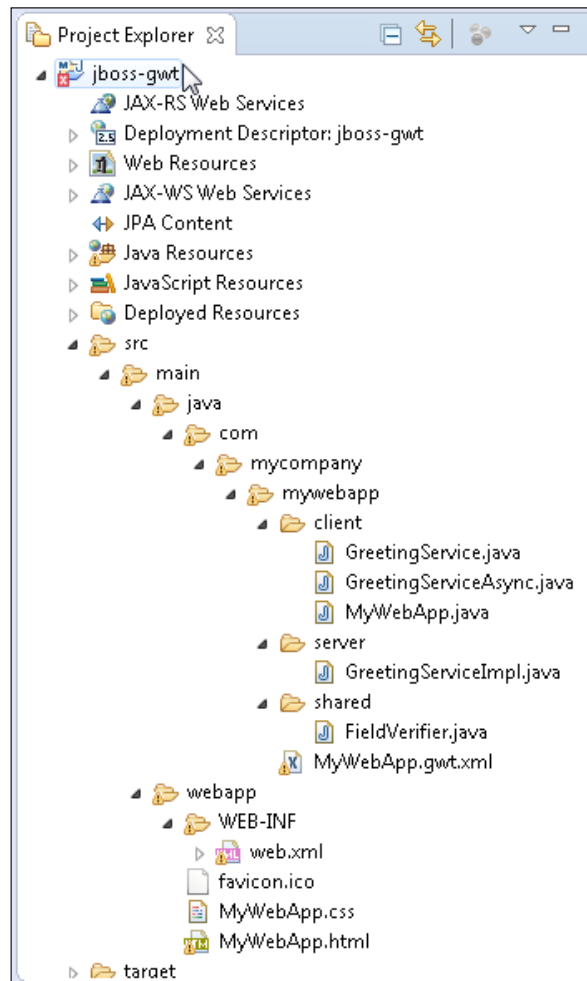 Project Explorer
jboss-gwt
JAX-RS Web Services
2.5 Deployment Descriptor: jboss-gwt
Web Resources
JAX-WS Web Services
JPA Content
Java Resources
JavaScript Resources
Deployed Resources
src
main
java
com
mycompany
mywebapp
client
GreetingService.java
GreetingServiceAsync.java
MyWebApp.java
server
GreetingServiceImpl.java
shared
FieldVerifier.java
MyWebApp.gwt.xml
webapp
WEB-INF
web.xml
favicon.ico
MyWebApp.css
MyWebApp.html
target